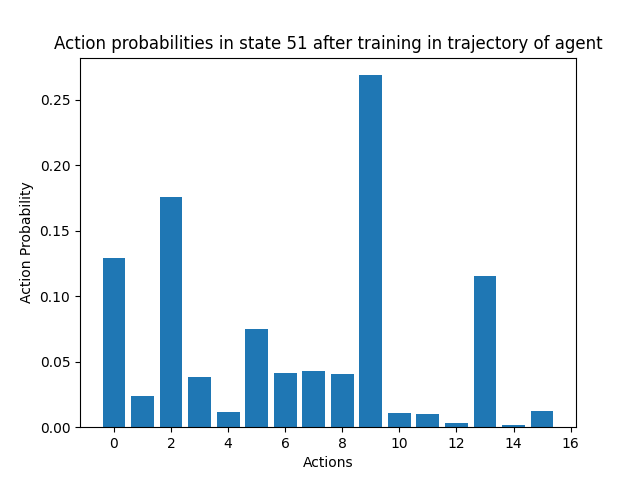 Action probabilities in state 51 after training in trajectory of agent
Action Probability
0.25
0.20
0.15
0.10
0.05
0.00
0 2 4 6 8 10 12 14 16
Actions